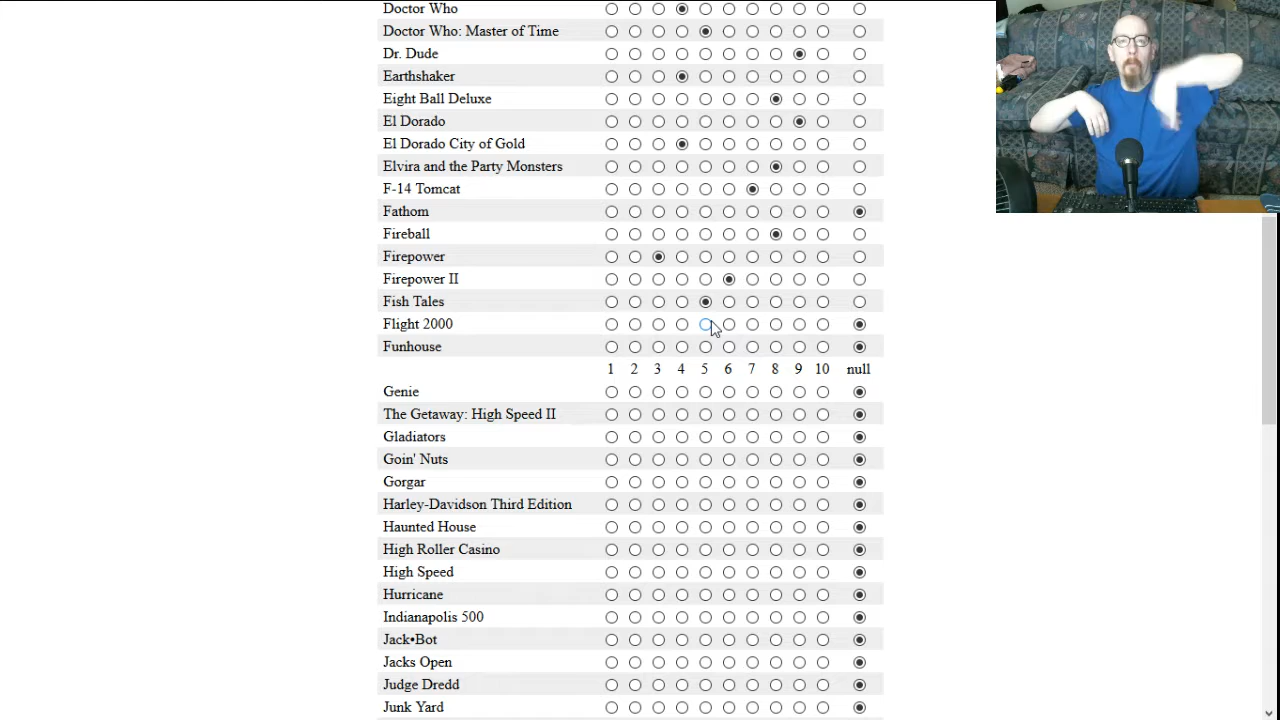 Doctor Who
Doctor Who: Master of Time
Dr. Dude
Earthshaker
Eight Ball Deluxe
El Dorado
El Dorado City of Gold
Elvira and the Party Monsters
F-14 Tomcat
Fathom
Fireball
Firepower
Firepower II
Fish Tales
Flight 2000
Funhouse
1 2 3 4 5 6 7 8 9 10 null
Genie
The Getaway: High Speed II
Gladiators
Goin' Nuts
Gorgar
Harley-Davidson Third Edition
Haunted House
High Roller Casino
High Speed
Hurricane
Indianapolis 500
Jack•Bot
Jacks Open
Judge Dredd
Junk Yard